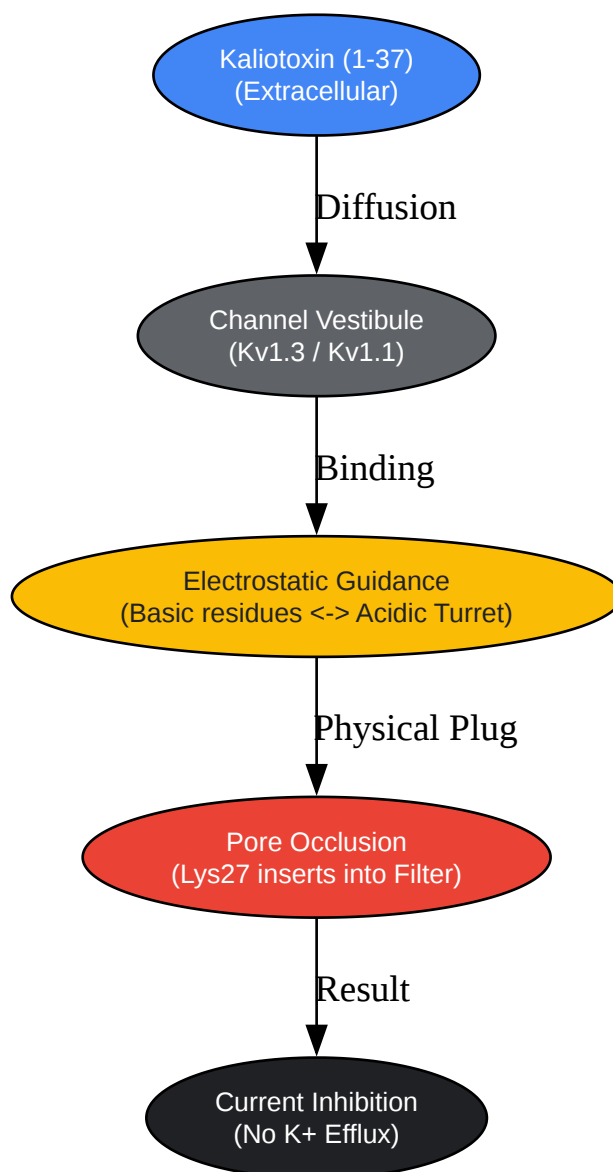 Kaliotoxin (1-37)
(Extracellular)
Diffusion
Channel Vestibule
(Kv1.3 / Kv1.1)
Binding
Electrostatic Guidance
(Basic residues <-> Acidic Turret)
Physical Plug
Pore Occlusion
(Lys27 inserts into Filter)
Result
Current Inhibition
(No K+ Efflux)